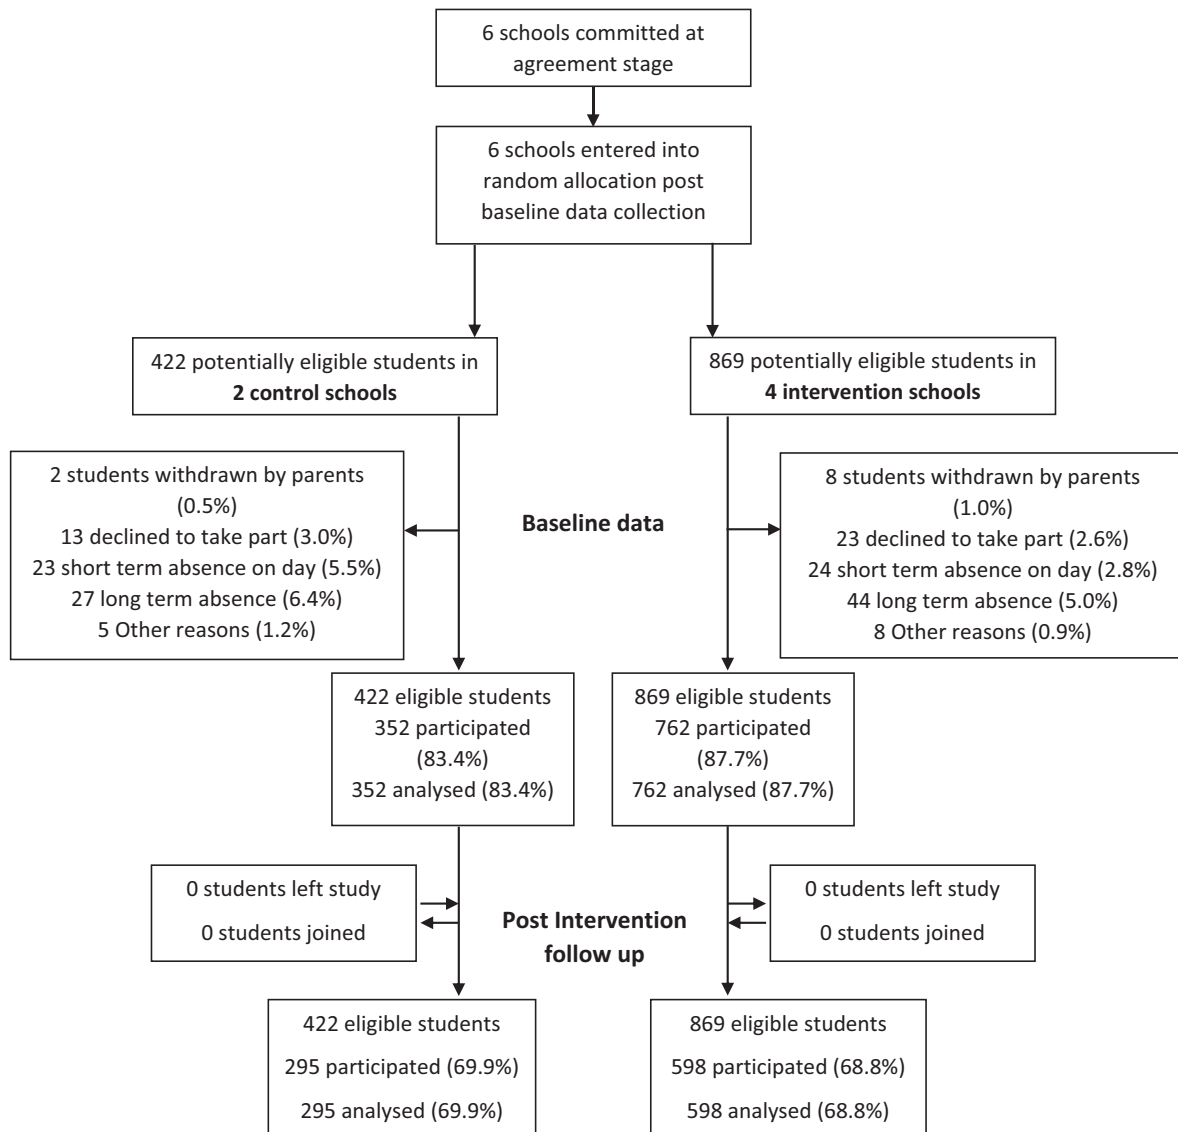 6 schools committed at
agreement stage
6 schools entered into
random allocation post
baseline data collection
422 potentially eligible students in
2 control schools
869 potentially eligible students in
4 intervention schools
2 students withdrawn by parents
(0.5%)
13 declined to take part (3.0%)
23 short term absence on day (5.5%)
27 long term absence (6.4%)
5 Other reasons (1.2%)
Baseline data
8 students withdrawn by parents
(1.0%)
23 declined to take part (2.6%)
24 short term absence on day (2.8%)
44 long term absence (5.0%)
8 Other reasons (0.9%)
422 eligible students
352 participated
(83.4%)
352 analysed (83.4%)
869 eligible students
762 participated
(87.7%)
762 analysed (87.7%)
0 students left study
0 students joined
Post Intervention
follow up
0 students left study
0 students joined
422 eligible students
295 participated (69.9%)
295 analysed (69.9%)
869 eligible students
598 participated (68.8%)
598 analysed (68.8%)